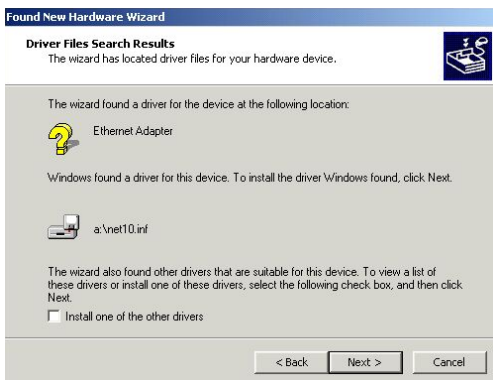 Found New Hardware Wizard
Driver Files Search Results
The wizard has located driver files for your hardware device.
The wizard found a driver for the device at the following location:
Ethernet Adapter
Windows found a driver for this device. To install the driver Windows found, click Next.
a:\net10.inf
The wizard also found other drivers that are suitable for this device. To view a list of
these drivers or install one of these drivers, select the following check box, and then click
Next.
Install one of the other drivers
< Back Next > Cancel